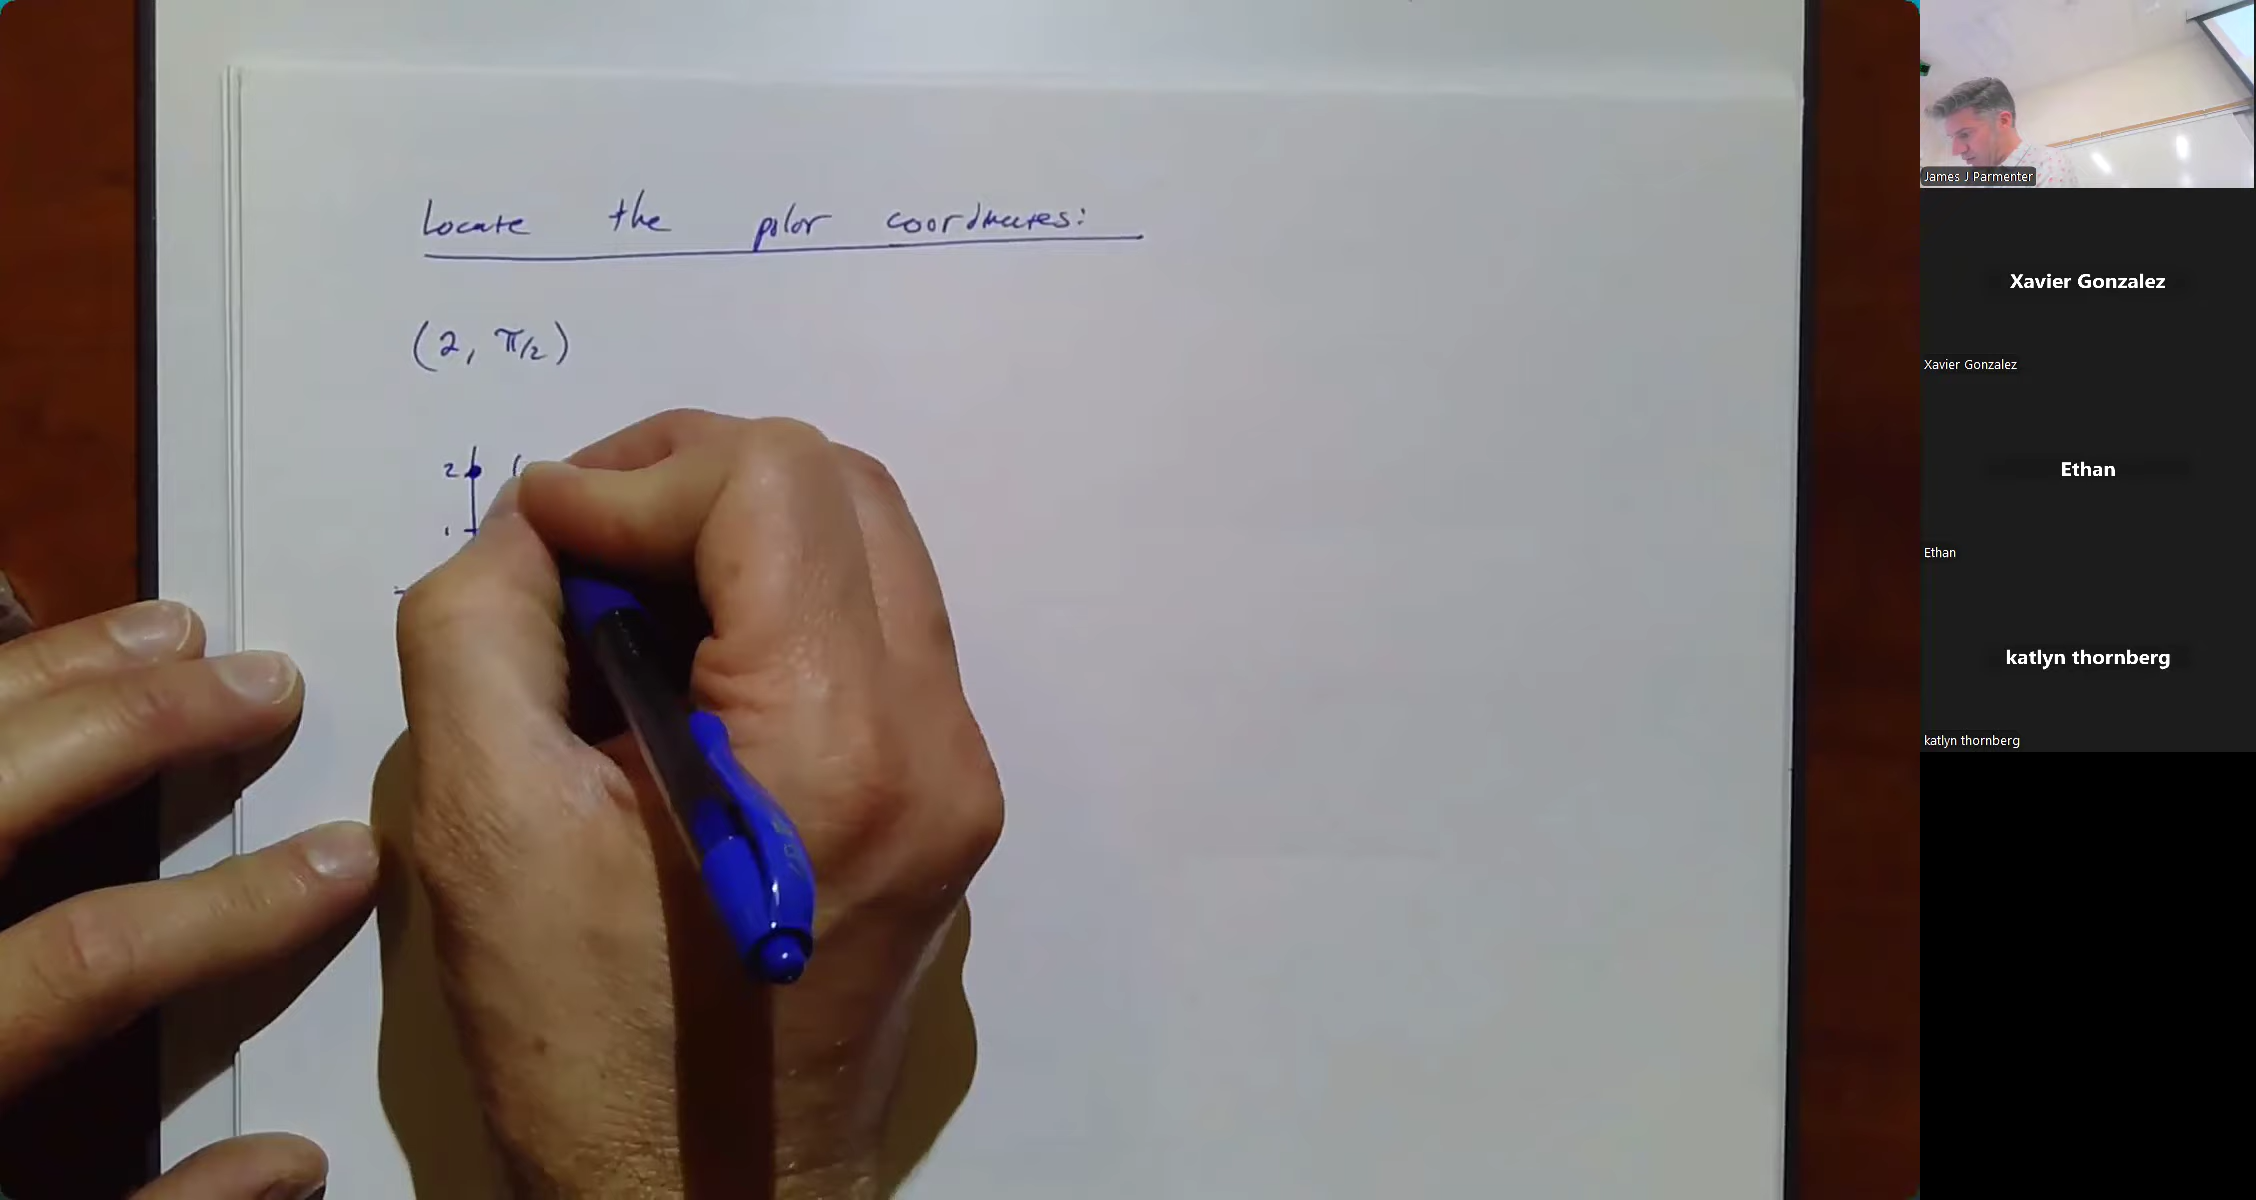 Locate the polar coordinates:
(2, π/2)
2
(
1
James J Parmenter
Xavier Gonzalez
Xavier Gonzalez
Ethan
Ethan
katlyn thornberg
katlyn thornberg